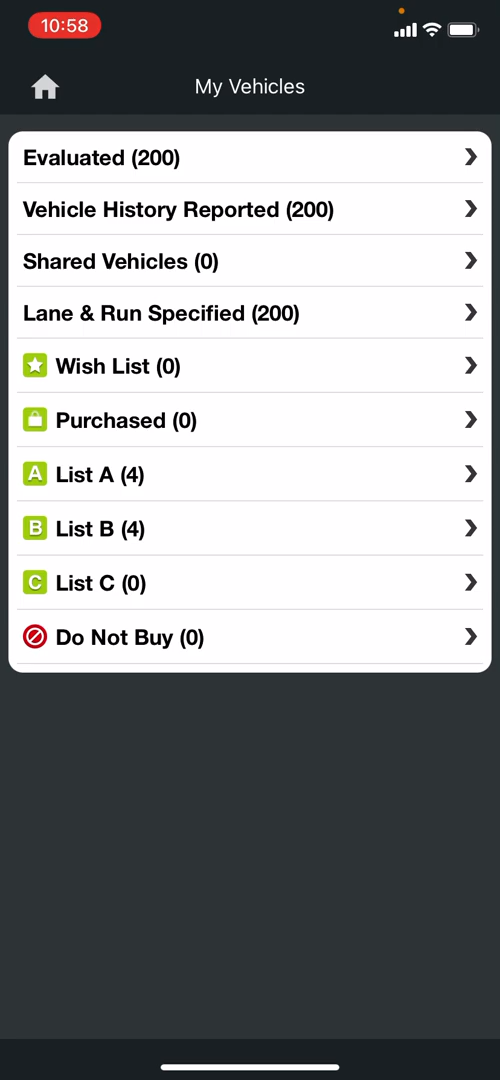 10:58
My Vehicles
Evaluated (200)
Vehicle History Reported (200)
Shared Vehicles (0)
Lane & Run Specified (200)
Wish List (0)
Purchased (0)
A List A (4)
B List B (4)
C List C (0)
Do Not Buy (0)